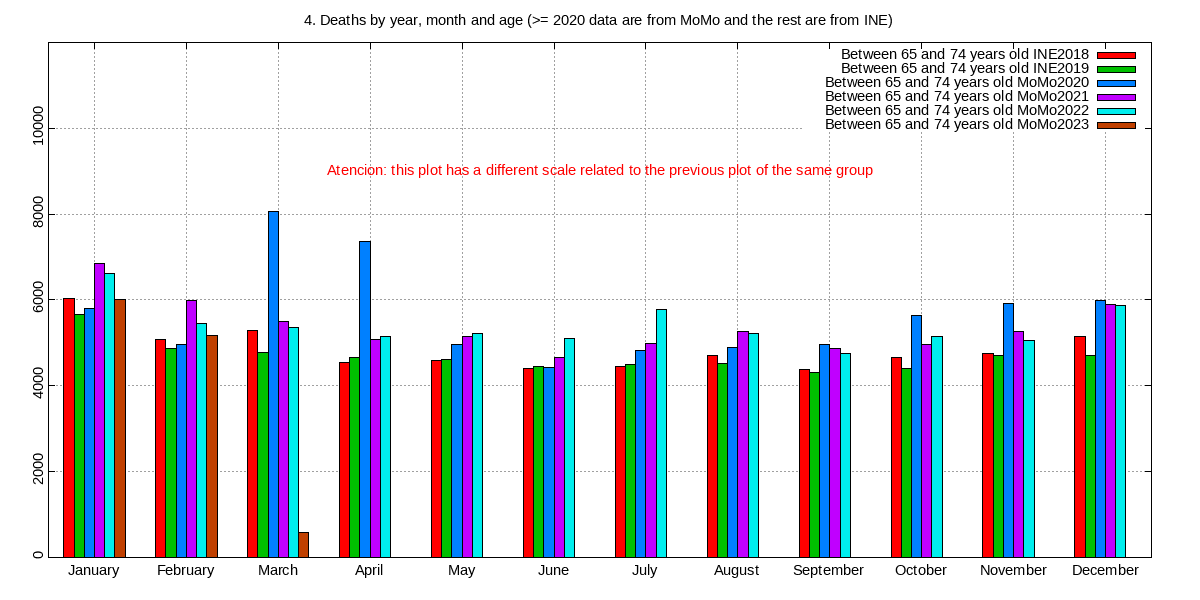 4. Deaths by year, month and age (>= 2020 data are from MoMo and the rest are from INE)
Between 65 and 74 years old INE2018
Between 65 and 74 years old INE2019
Between 65 and 74 years old MoMo2020
Between 65 and 74 years old MoMo2021
Between 65 and 74 years old MoMo2022
Between 65 and 74 years old MoMo2023
Atencion: this plot has a different scale related to the previous plot of the same group
10000
8000
6000
4000
2000
0
January February March April May June July August September October November December